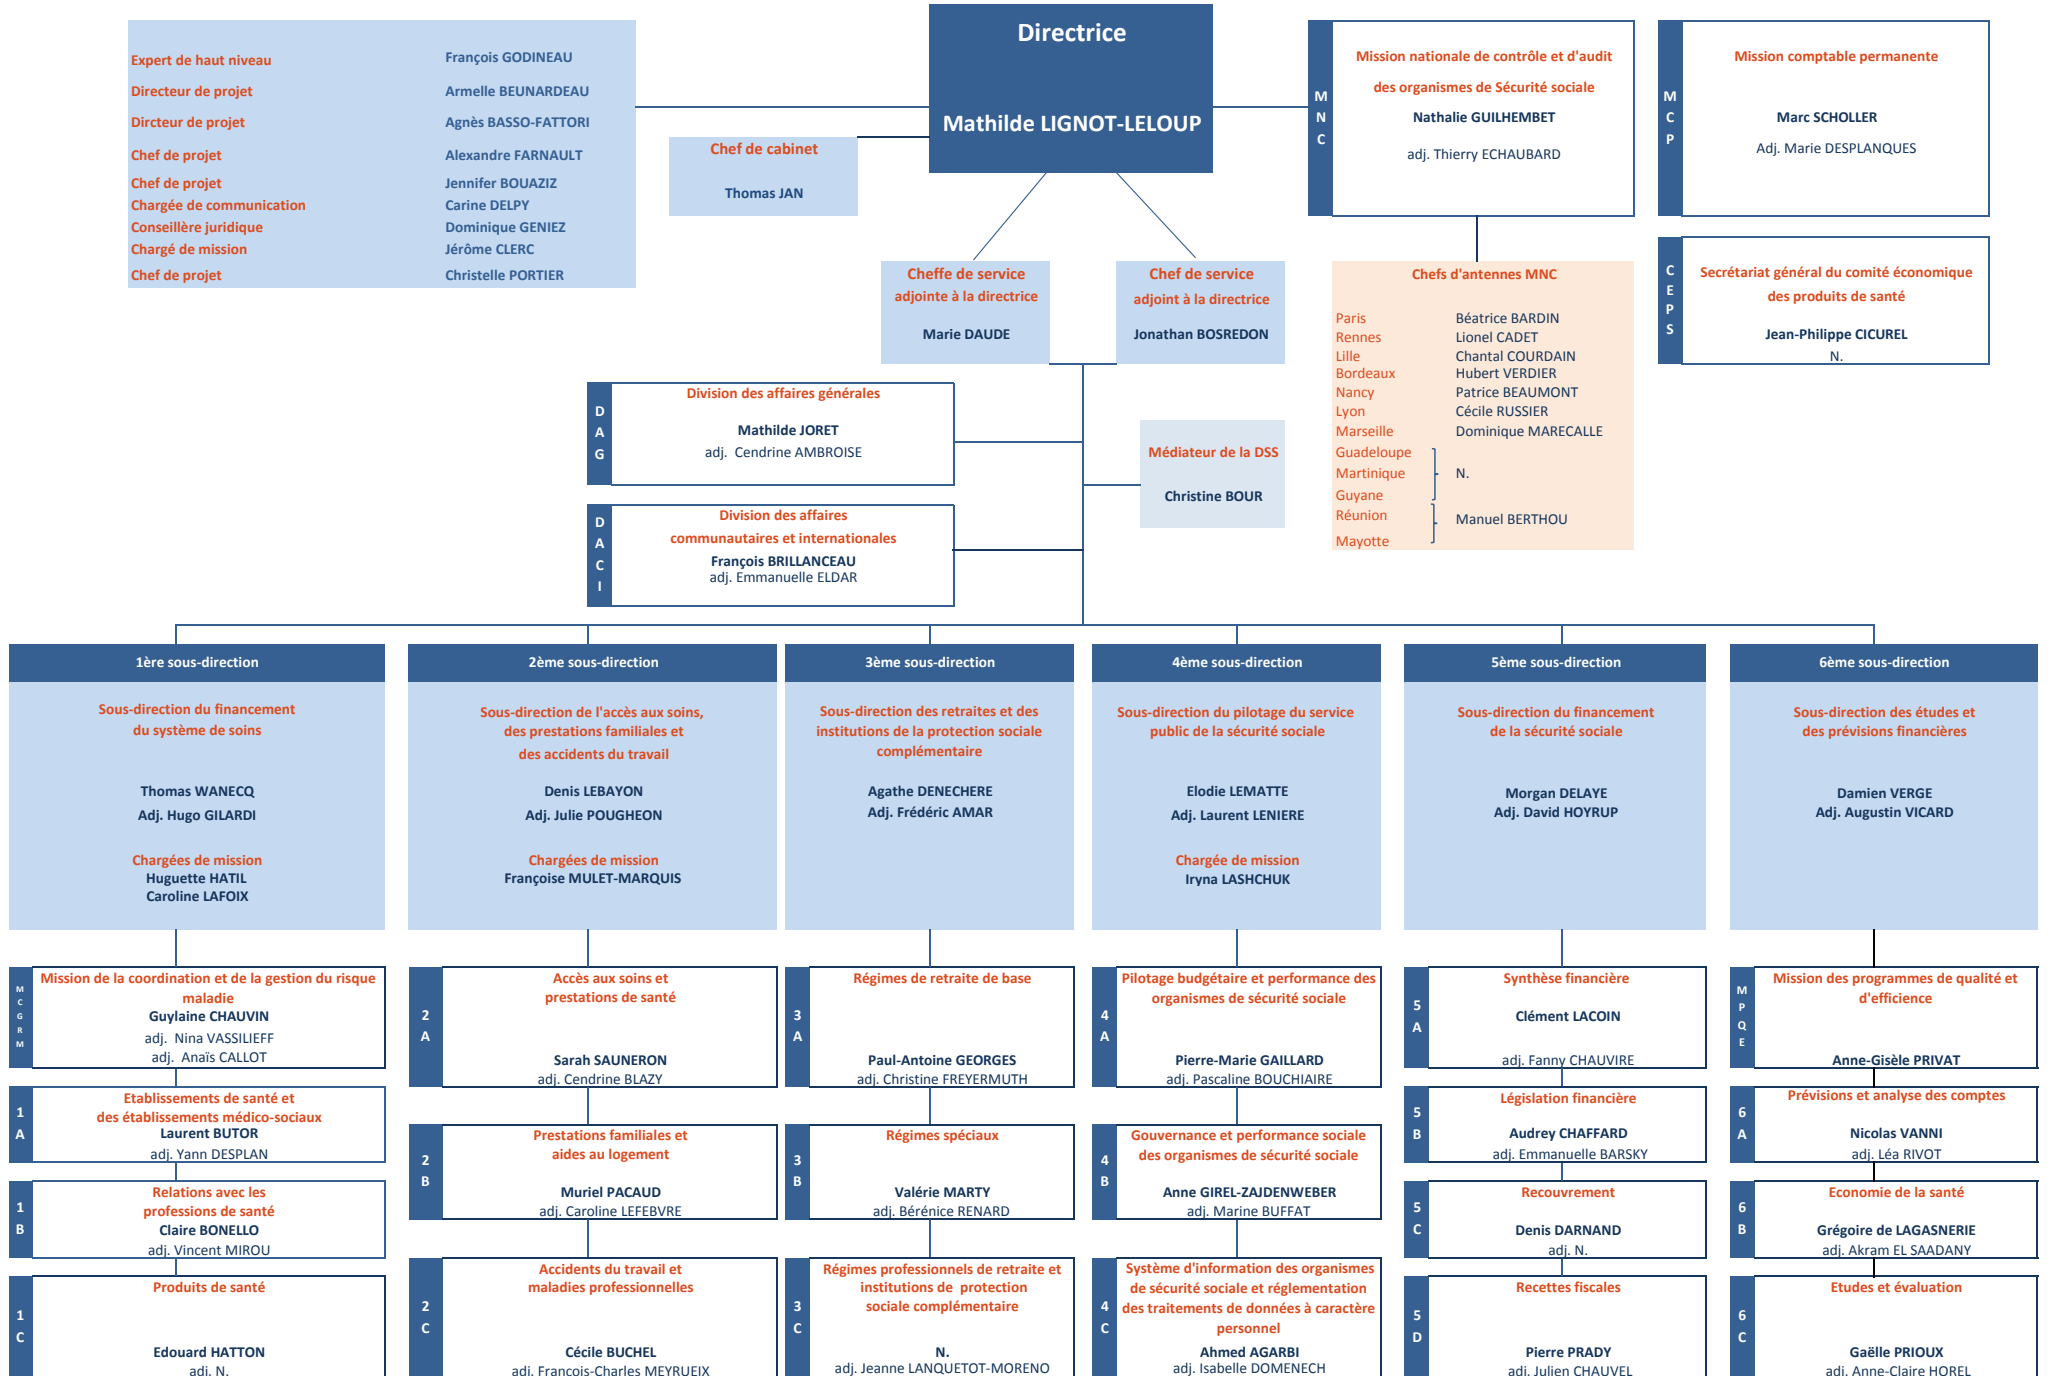 Directrice
Mathilde LIGNOT-LELOUP
Expert de haut niveau François GODINEAU
Directeur de projet Armelle BEUNARDEAU
Dircteur de projet Agnès BASSO-FATTORI
Chef de projet Alexandre FARNAULT
Chef de projet Jennifer BOUAZIZ
Chargée de communication Carine DELPY
Conseillère juridique Dominique GENIEZ
Chargé de mission Jérôme CLERC
Chef de projet Christelle PORTIER
Chef de cabinet
Thomas JAN
MNC
Mission nationale de contrôle et d'audit
des organismes de Sécurité sociale
Nathalie GUILHEMBET
adj. Thierry ECHAUBARD
MCP
Mission comptable permanente
Marc SCHOLLER
Adj. Marie DESPLANQUES
CEPS
Secrétariat général du comité économique
des produits de santé
Jean-Philippe CICUREL
N.
Cheffe de service
adjointe à la directrice
Marie DAUDE
Chef de service
adjoint à la directrice
Jonathan BOSREDON
Chefs d'antennes MNC
Paris Béatrice BARDIN
Rennes Lionel CADET
Lille Chantal COURDAIN
Bordeaux Hubert VERDIER
Nancy Patrice BEAUMONT
Lyon Cécile RUSSIER
Marseille Dominique MARECALLE
Guadeloupe
Martinique N.
Guyane
Réunion
Manuel BERTHOU
Mayotte
DAG
Division des affaires générales
Mathilde JORET
adj. Cendrine AMBROISE
Médiateur de la DSS
Christine BOUR
DACI
Division des affaires
communautaires et internationales
François BRILLANCEAU
adj. Emmanuelle ELDAR
1ère sous-direction
Sous-direction du financement
du système de soins
Thomas WANECQ
Adj. Hugo GILARDI
Chargées de mission
Huguette HATIL
Caroline LAFOIX
MCGRM
Mission de la coordination et de la gestion du risque
maladie
Guylaine CHAUVIN
adj. Nina VASSILIEFF
adj. Anaïs CALLOT
1A
Etablissements de santé et
des établissements médico-sociaux
Laurent BUTOR
adj. Yann DESPLAN
1B
Relations avec les
professions de santé
Claire BONELLO
adj. Vincent MIROU
1C
Produits de santé
Edouard HATTON
adj. N.
2ème sous-direction
Sous-direction de l'accès aux soins,
des prestations familiales et
des accidents du travail
Denis LEBAYON
Adj. Julie POUGHEON
Chargées de mission
Françoise MULET-MARQUIS
2A
Accès aux soins et
prestations de santé
Sarah SAUNERON
adj. Cendrine BLAZY
2B
Prestations familiales et
aides au logement
Muriel PACAUD
adj. Caroline LEFEBVRE
2C
Accidents du travail et
maladies professionnelles
Cécile BUCHEL
adj. François-Charles MEYRUEIX
3ème sous-direction
Sous-direction des retraites et des
institutions de la protection sociale
complémentaire
Agathe DENECHERE
Adj. Frédéric AMAR
3A
Régimes de retraite de base
Paul-Antoine GEORGES
adj. Christine FREYERMUTH
3B
Régimes spéciaux
Valérie MARTY
adj. Bérénice RENARD
3C
Régimes professionnels de retraite et
institutions de protection
sociale complémentaire
N.
adj. Jeanne LANQUETOT-MORENO
4ème sous-direction
Sous-direction du pilotage du service
public de la sécurité sociale
Elodie LEMATTE
Adj. Laurent LENIERE
Chargée de mission
Iryna LASHCHUK
4A
Pilotage budgétaire et performance des
organismes de sécurité sociale
Pierre-Marie GAILLARD
adj. Pascaline BOUCHIAIRE
4B
Gouvernance et performance sociale
des organismes de sécurité sociale
Anne GIREL-ZAJDENWEBER
adj. Marine BUFFAT
4C
Système d'information des organismes
de sécurité sociale et réglementation
des traitements de données à caractère
personnel
Ahmed AGARBI
adj. Isabelle DOMENECH
5ème sous-direction
Sous-direction du financement
de la sécurité sociale
Morgan DELAYE
Adj. David HOYRUP
5A
Synthèse financière
Clément LACOIN
adj. Fanny CHAUVIRE
5B
Législation financière
Audrey CHAFFARD
adj. Emmanuelle BARSKY
5C
Recouvrement
Denis DARNAND
adj. N.
5D
Recettes fiscales
Pierre PRADY
adj. Julien CHAUVEL
6ème sous-direction
Sous-direction des études et
des prévisions financières
Damien VERGE
Adj. Augustin VICARD
MPQE
Mission des programmes de qualité et
d'efficience
Anne-Gisèle PRIVAT
6A
Prévisions et analyse des comptes
Nicolas VANNI
adj. Léa RIVOT
6B
Economie de la santé
Grégoire de LAGASNERIE
adj. Akram EL SAADANY
6C
Etudes et évaluation
Gaëlle PRIOUX
adj. Anne-Claire HOREL